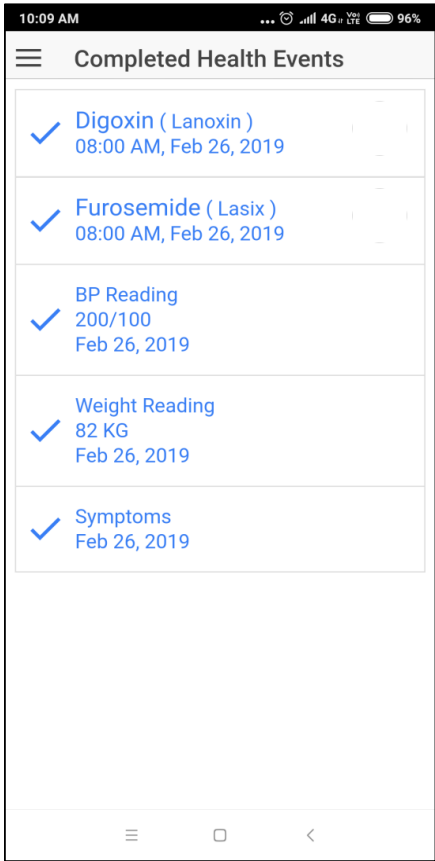 10:09 AM ... 4G Vo) LTE 96%
Completed Health Events
Digoxin ( Lanoxin )
08:00 AM, Feb 26, 2019
Furosemide ( Lasix )
08:00 AM, Feb 26, 2019
BP Reading
200/100
Feb 26, 2019
Weight Reading
82 KG
Feb 26, 2019
Symptoms
Feb 26, 2019